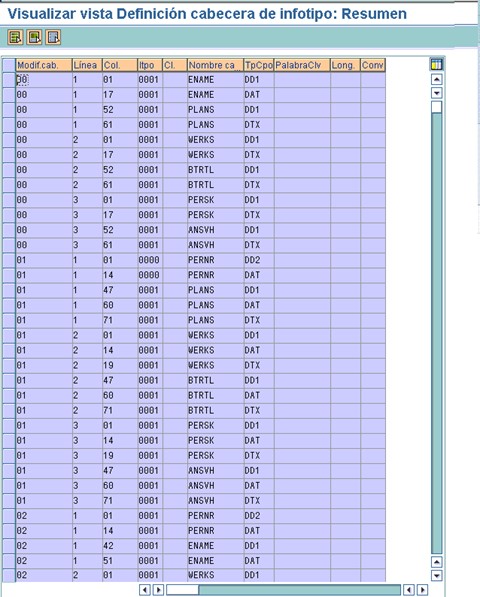 Visualizar vista Definición cabecera de infotipo: Resumen
Modif.cab. Línea Col. Itpo Cl. Nombre ca TpCpo PalabraClv Long. Conv
00 1 01 0001 ENAME DD1
00 1 17 0001 ENAME DAT
00 1 52 0001 PLANS DD1
00 1 61 0001 PLANS DTX
00 2 01 0001 WERKS DD1
00 2 17 0001 WERKS DTX
00 2 52 0001 BTRTL DD1
00 2 61 0001 BTRTL DTX
00 3 01 0001 PERSK DD1
00 3 17 0001 PERSK DTX
00 3 52 0001 ANSVH DD1
00 3 61 0001 ANSVH DTX
01 1 01 0000 PERNR DD2
01 1 14 0000 PERNR DAT
01 1 47 0001 PLANS DD1
01 1 60 0001 PLANS DAT
01 1 71 0001 PLANS DTX
01 2 01 0001 WERKS DD1
01 2 14 0001 WERKS DAT
01 2 19 0001 WERKS DTX
01 2 47 0001 BTRTL DD1
01 2 60 0001 BTRTL DAT
01 2 71 0001 BTRTL DTX
01 3 01 0001 PERSK DD1
01 3 14 0001 PERSK DAT
01 3 19 0001 PERSK DTX
01 3 47 0001 ANSVH DD1
01 3 60 0001 ANSVH DAT
01 3 71 0001 ANSVH DTX
02 1 01 0001 PERNR DD2
02 1 14 0001 PERNR DAT
02 1 42 0001 ENAME DD1
02 1 51 0001 ENAME DAT
02 2 01 0001 WERKS DD1